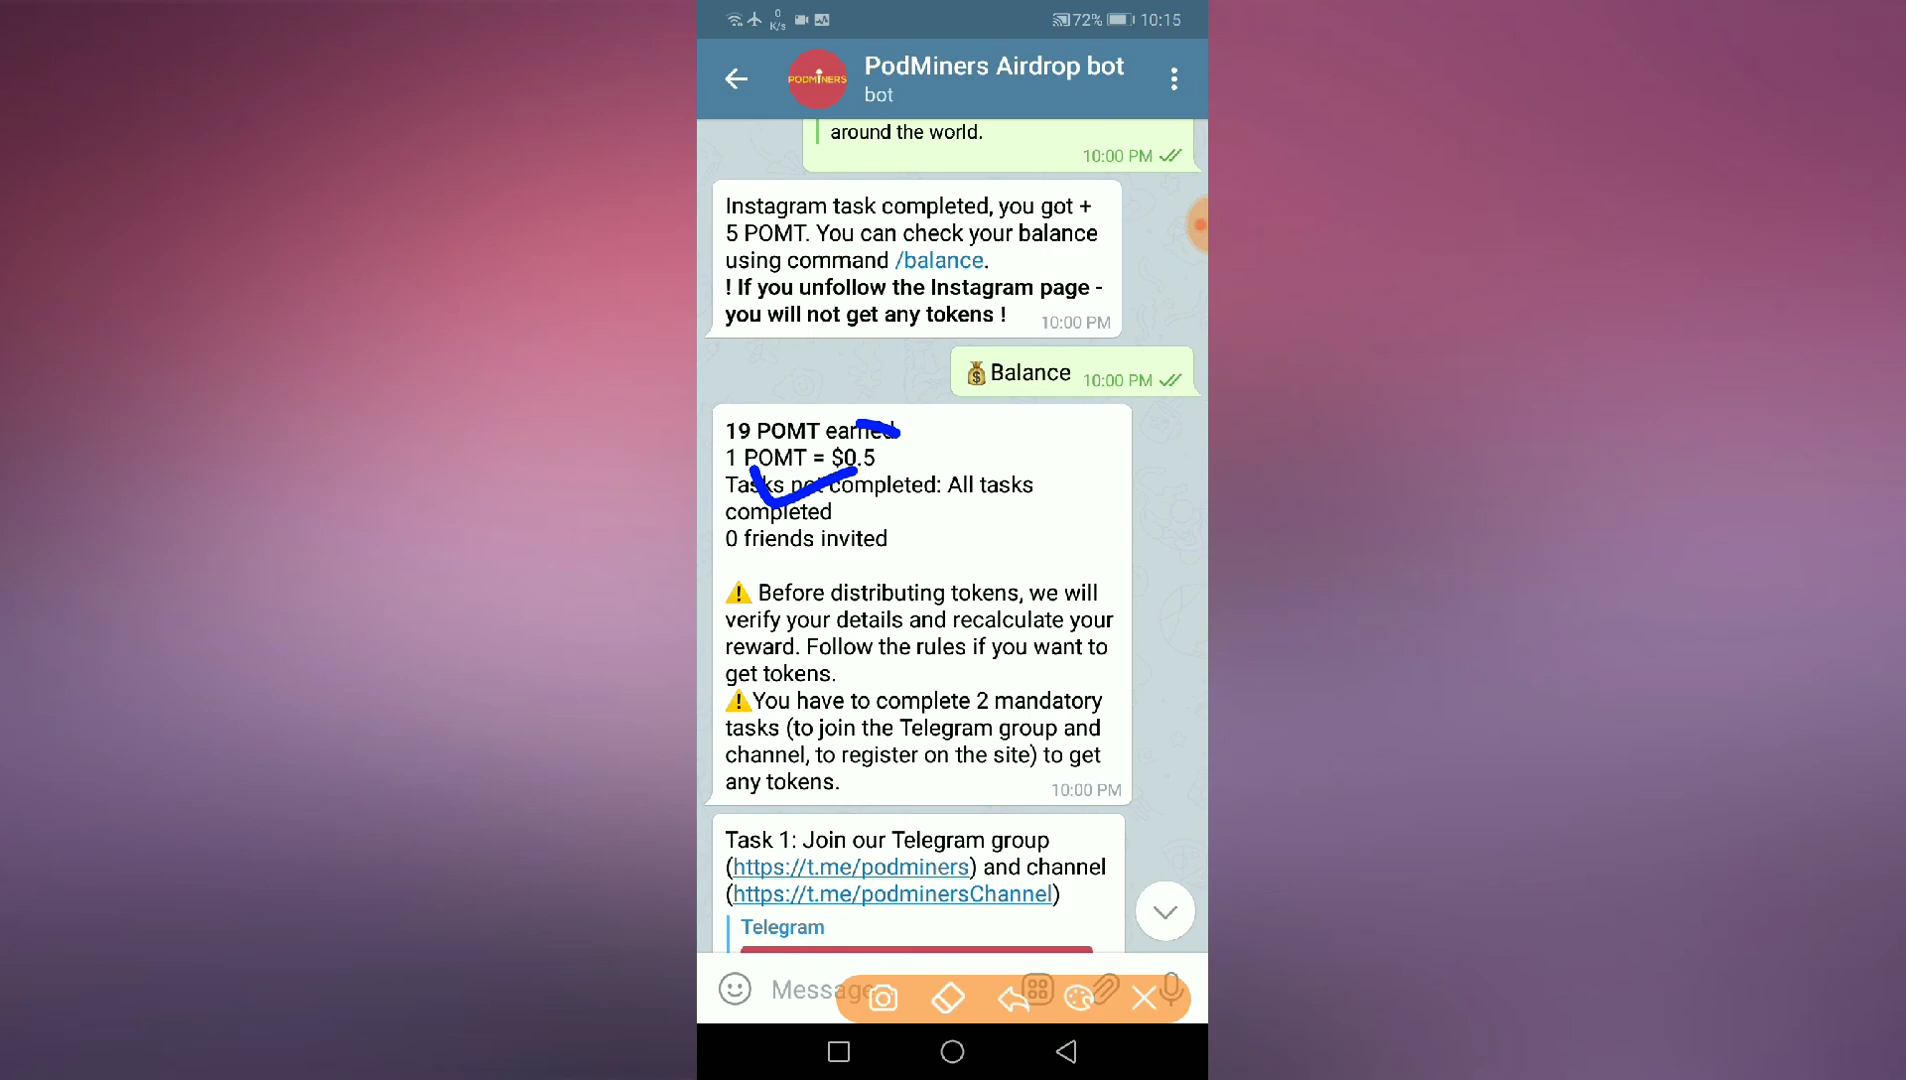 0
K/s
72%
10:15
PODMINERS
PodMiners Airdrop bot
bot
around the world.
10:00 PM
Instagram task completed, you got +
5 POMT. You can check your balance
using command /balance.
! If you unfollow the Instagram page -
you will not get any tokens !
10:00 PM
💰Balance 10:00 PM
19 POMT earned
1 POMT = $0.5
Tasks not completed: All tasks
completed
0 friends invited
⚠️ Before distributing tokens, we will
verify your details and recalculate your
reward. Follow the rules if you want to
get tokens.
⚠️You have to complete 2 mandatory
tasks (to join the Telegram group and
channel, to register on the site) to get
any tokens.
10:00 PM
Task 1: Join our Telegram group
(https://t.me/podminers) and channel
(https://t.me/podminersChannel)
Telegram
Message